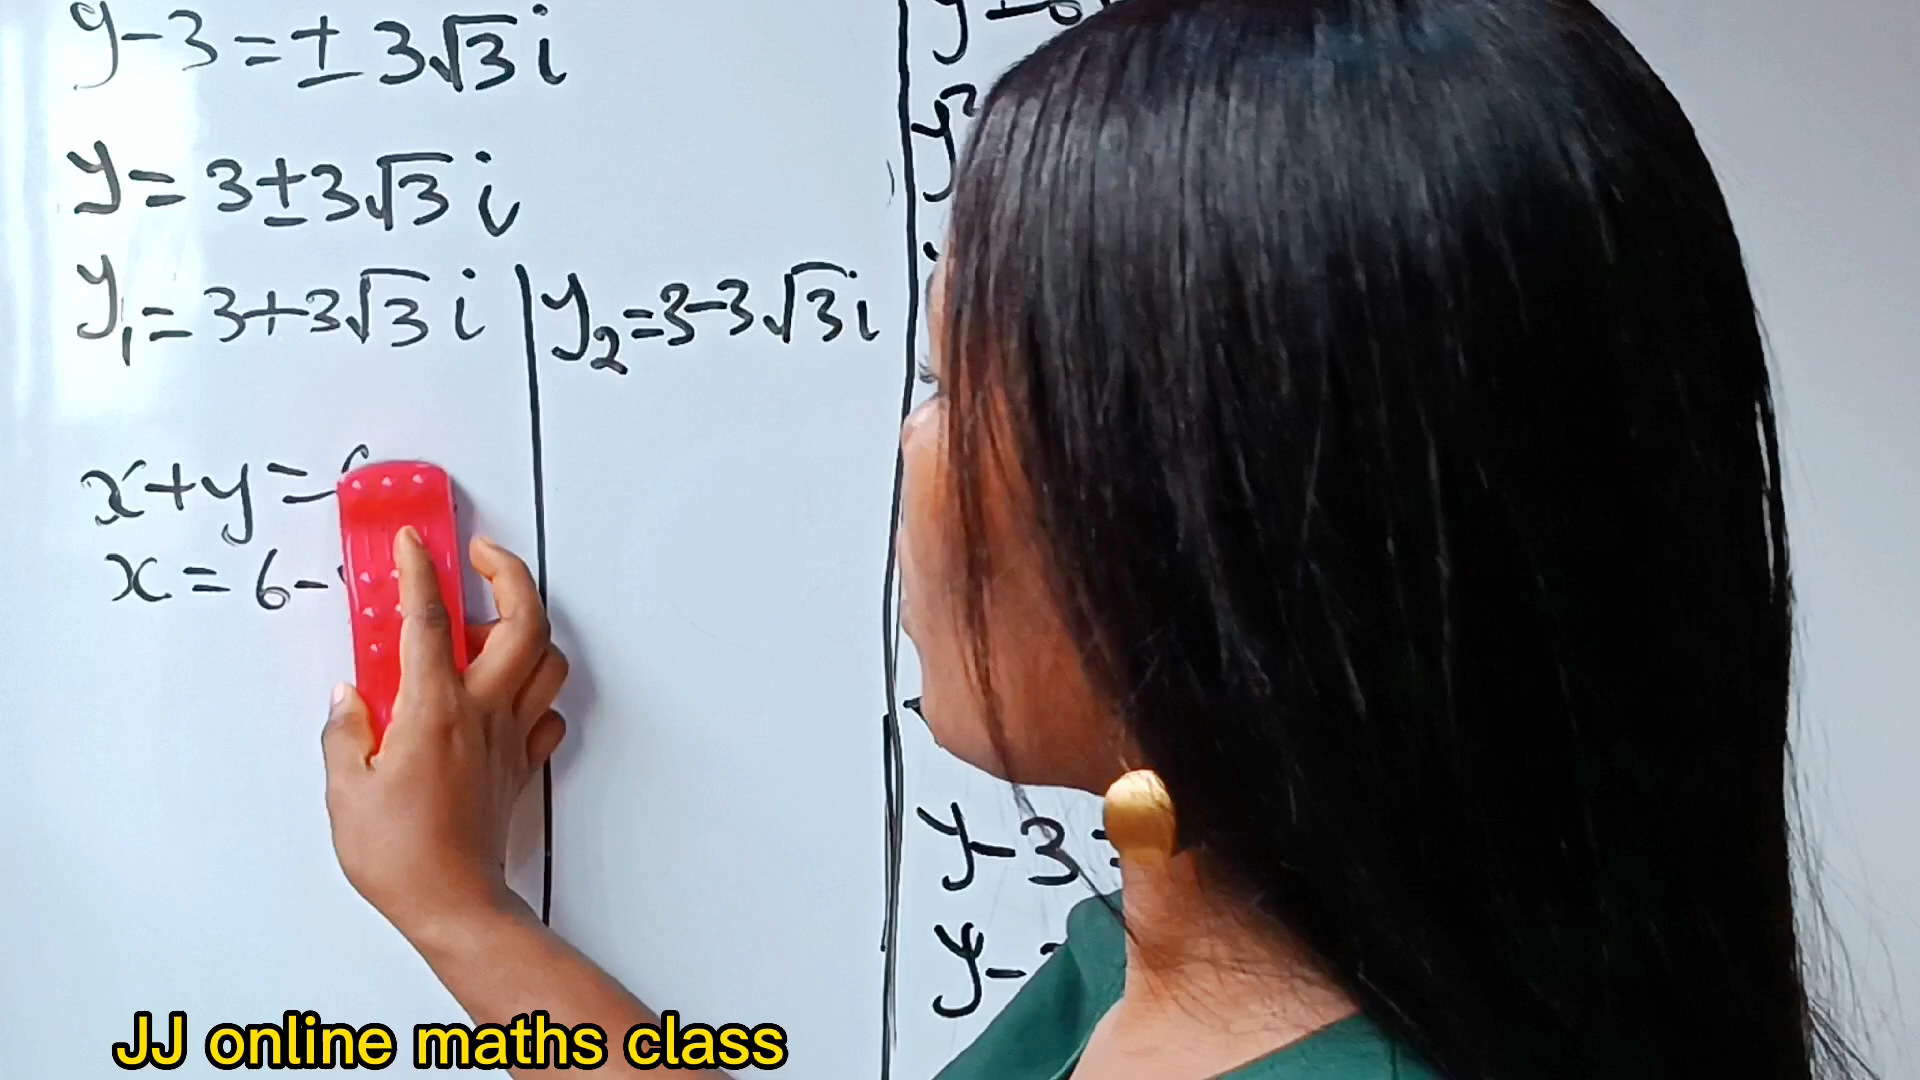 y-3=±3√3i
y=3±3√3i
y₁=3+3√3i
y₂=3-3√3i
x+y=
x=6-
y-3
y-
JJ online maths class